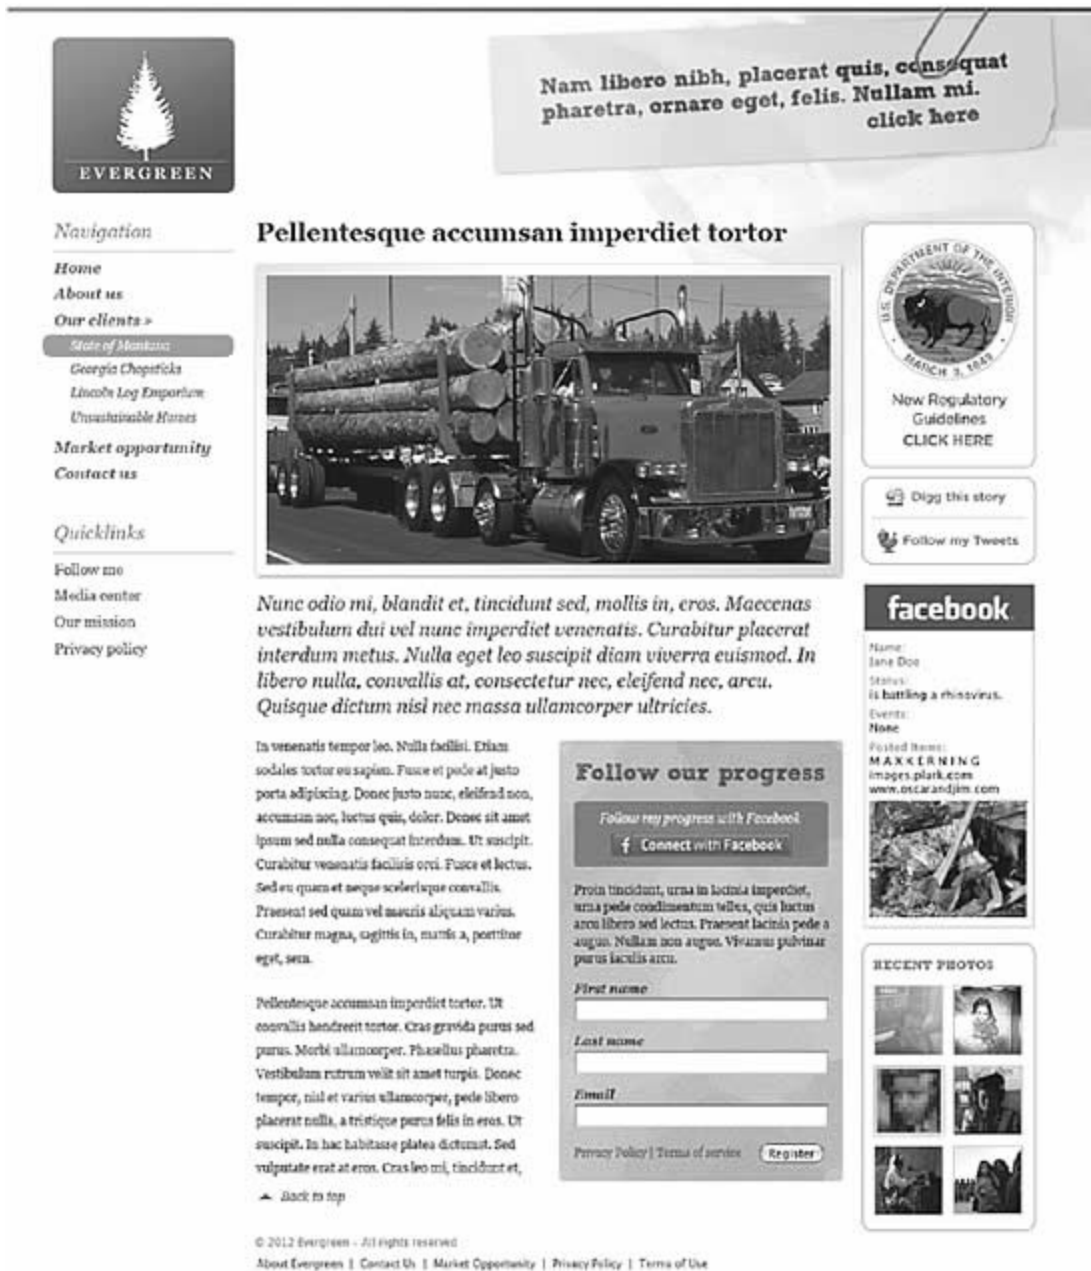 Nam libero nibh, placerat quis, consequat
pharetra, ornare eget, felis. Nullam mi.
click here
EVERGREEN
Navigation
Home
About us
Our clients »
State of Montana
Georgia Chopsticks
Lincoln Log Emporium
Unsustainable Homes
Market opportunity
Contact us
Quicklinks
Follow me
Media center
Our mission
Privacy policy
Pellentesque accumsan imperdiet tortor
Nunc odio mi, blandit et, tincidunt sed, mollis in, eros. Maecenas
vestibulum dui vel nunc imperdiet venenatis. Curabitur placerat
interdum metus. Nulla eget leo suscipit diam viverra euismod. In
libero nulla, convallis at, consectetur nec, eleifend nec, arcu.
Quisque dictum nisl nec massa ullamcorper ultricies.
In venenatis tempor leo. Nulla facilisi. Etiam
sodales tortor eu sapien. Fusce et pede at justo
porta adipiscing. Donec justo nunc, eleifend non,
accumsan nec, luctus quis, dolor. Donec sit amet
ipsum sed nulla consequat interdum. Ut suscipit.
Curabitur venenatis facilisis orci. Fusce et lectus.
Sed eu quam et neque scelerisque convallis.
Praesent sed quam vel mauris aliquam varius.
Curabitur magna, sagittis in, mattis a, porttitor
eget, sem.
Pellentesque accumsan imperdiet tortor. Ut
convallis hendrerit tortor. Cras gravida purus sed
purus. Morbi ullamcorper. Phasellus pharetra.
Vestibulum rutrum velit sit amet turpis. Donec
tempor, nisl et varius ullamcorper, pede libero
placerat nulla, a tristique purus felis in eros. Ut
suscipit. In hac habitasse platea dictumst. Sed
vulputate erat at eros. Cras leo mi, tincidunt et,
Back to top
Follow our progress
Follow my progress with Facebook
f Connect with Facebook
Proin tincidunt, urna in lacinia imperdiet,
urna pede condimentum tellus, quis luctus
arcu libero sed lectus. Praesent lacinia pede a
augue. Nullam non augue. Vivamus pulvinar
purus iaculis arcu.
First name
Last name
Email
Privacy Policy | Terms of service
Register
U.S. DEPARTMENT OF THE INTERIOR
MARCH 3, 1849
New Regulatory
Guidelines
CLICK HERE
Digg this story
Follow my Tweets
facebook
Name:
Jane Doe
Status:
is battling a rhinovirus.
Events:
None
Posted Items:
MAXKERNING
images.plark.com
www.oscarandjim.com
RECENT PHOTOS
© 2012 Evergreen - All rights reserved
About Evergreen | Contact Us | Market Opportunity | Privacy Policy | Terms of Use